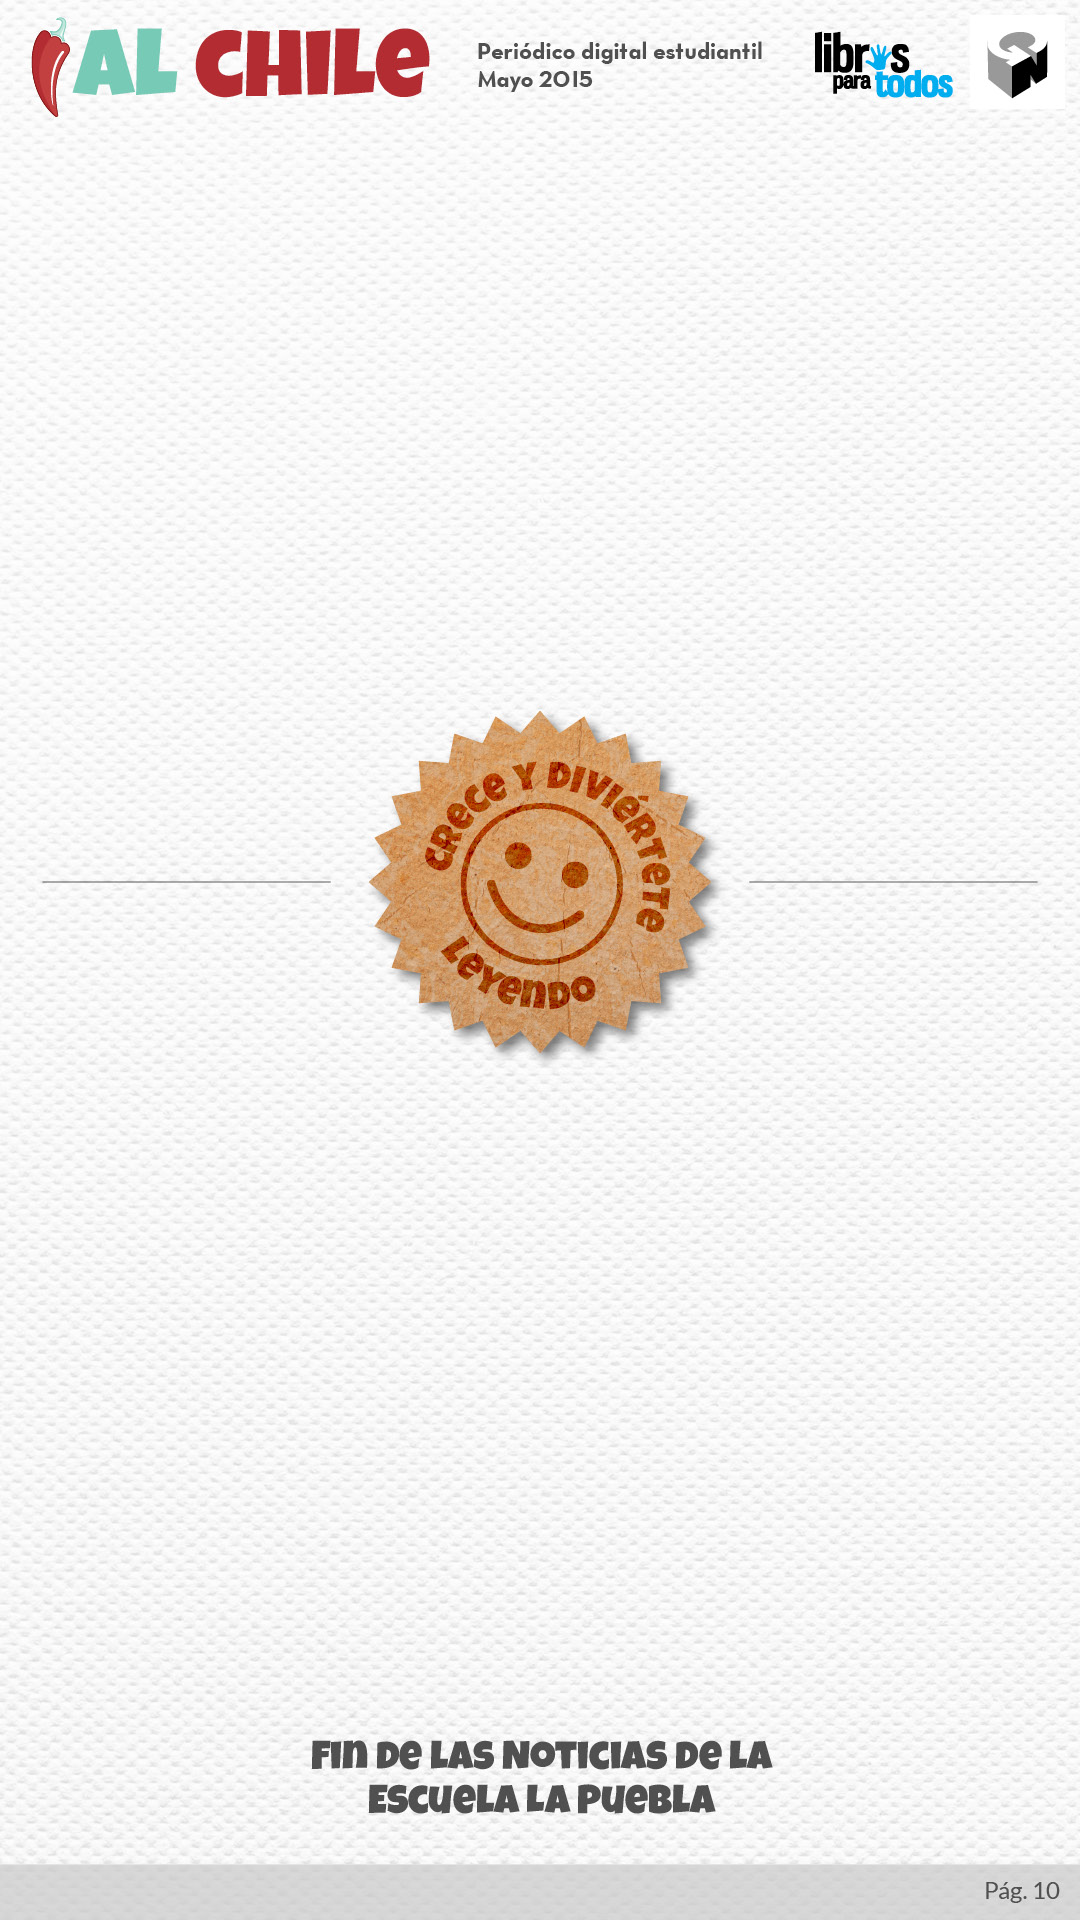 AL CHILE
Periódico digital estudiantil
Mayo 2015
libros
para todos
Crece y diviértete
Leyendo
Fin de las Noticias de la
Escuela La Puebla
Pág. 10